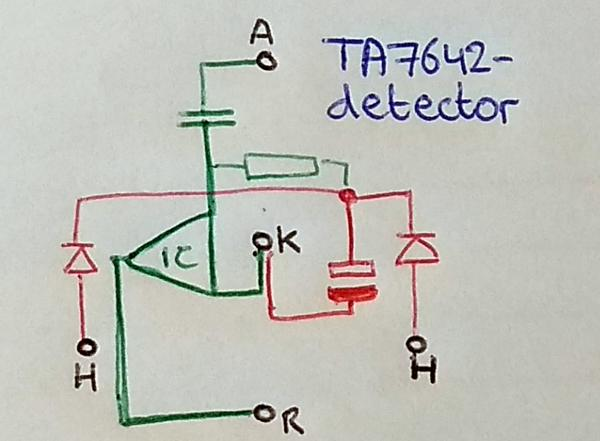 A
TA7642-
detector
IC
K
H
H
R